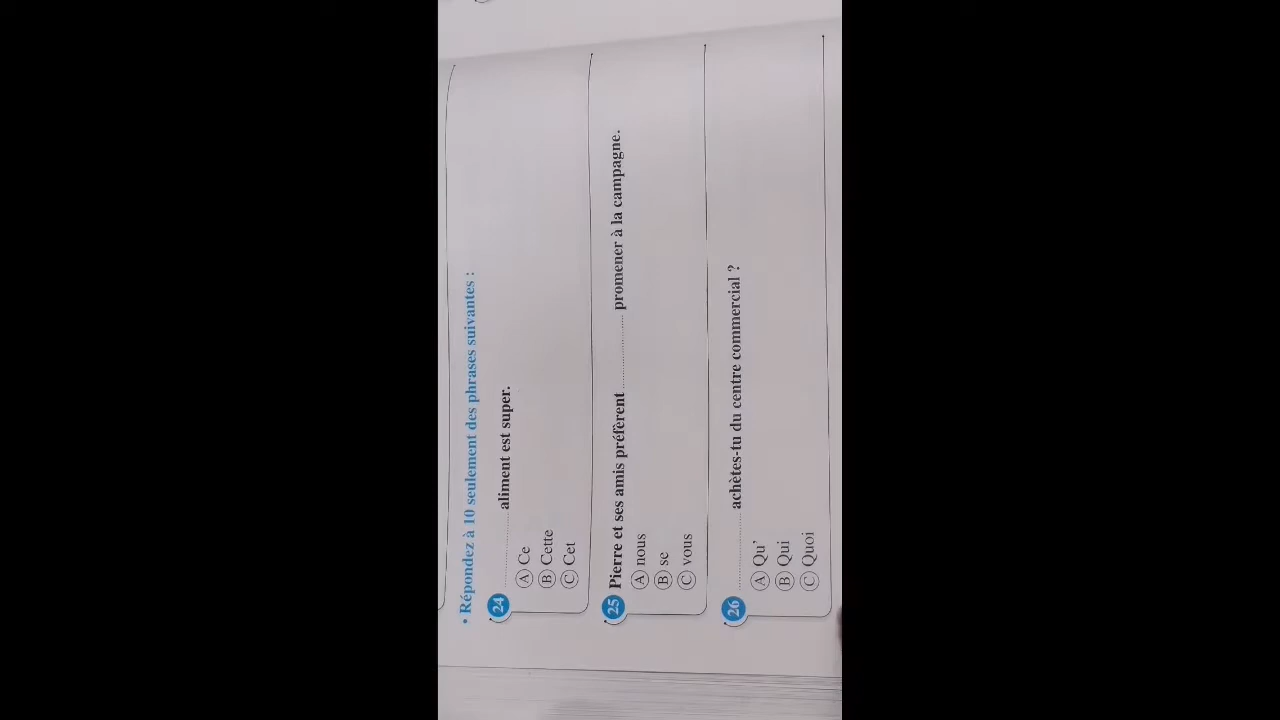 • Répondez à 10 seulement des phrases suivantes :
24 .................... aliment est super.
A Ce
B Cette
C Cet
25 Pierre et ses amis préfèrent .................... promener à la campagne.
A nous
B se
C vous
26 .................... achètes-tu du centre commercial ?
A Qu'
B Qui
C Quoi